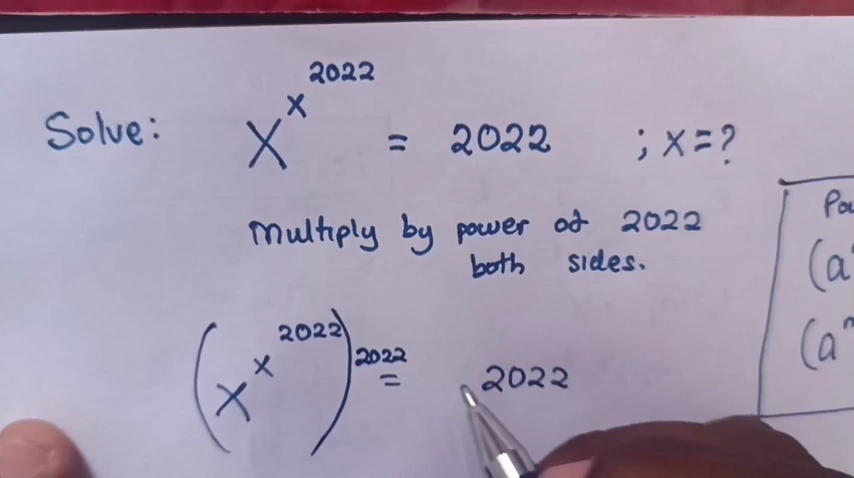 Solve: x^x^2022 = 2022 ; x=?
Multiply by power of 2022
both sides.
(x^x^2022)^2022 = 2022
(a
(a